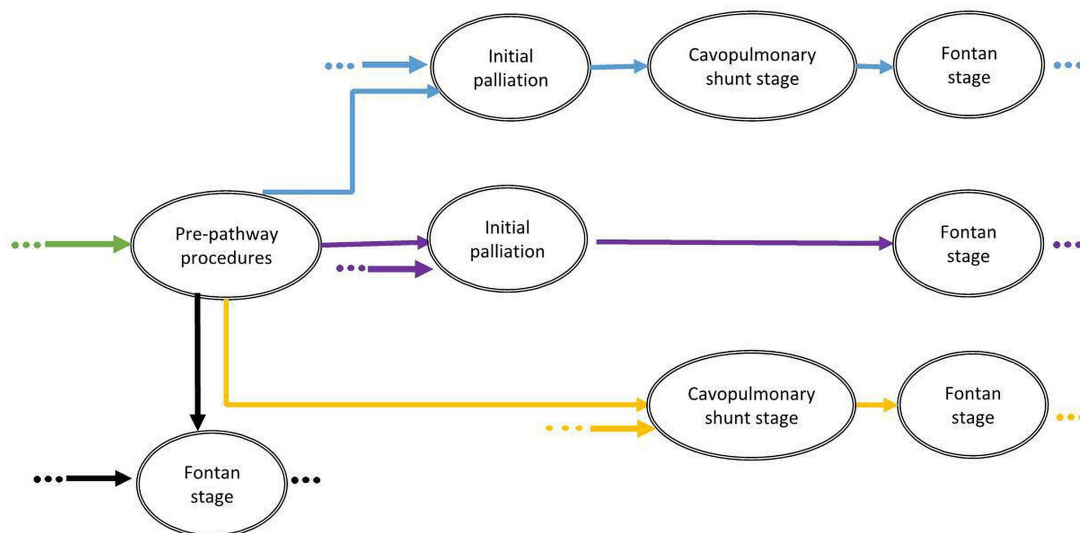 Initial
palliation
Cavopulmonary
shunt stage
Fontan
stage
Pre-pathway
procedures
Initial
palliation
Fontan
stage
Cavopulmonary
shunt stage
Fontan
stage
Fontan
stage